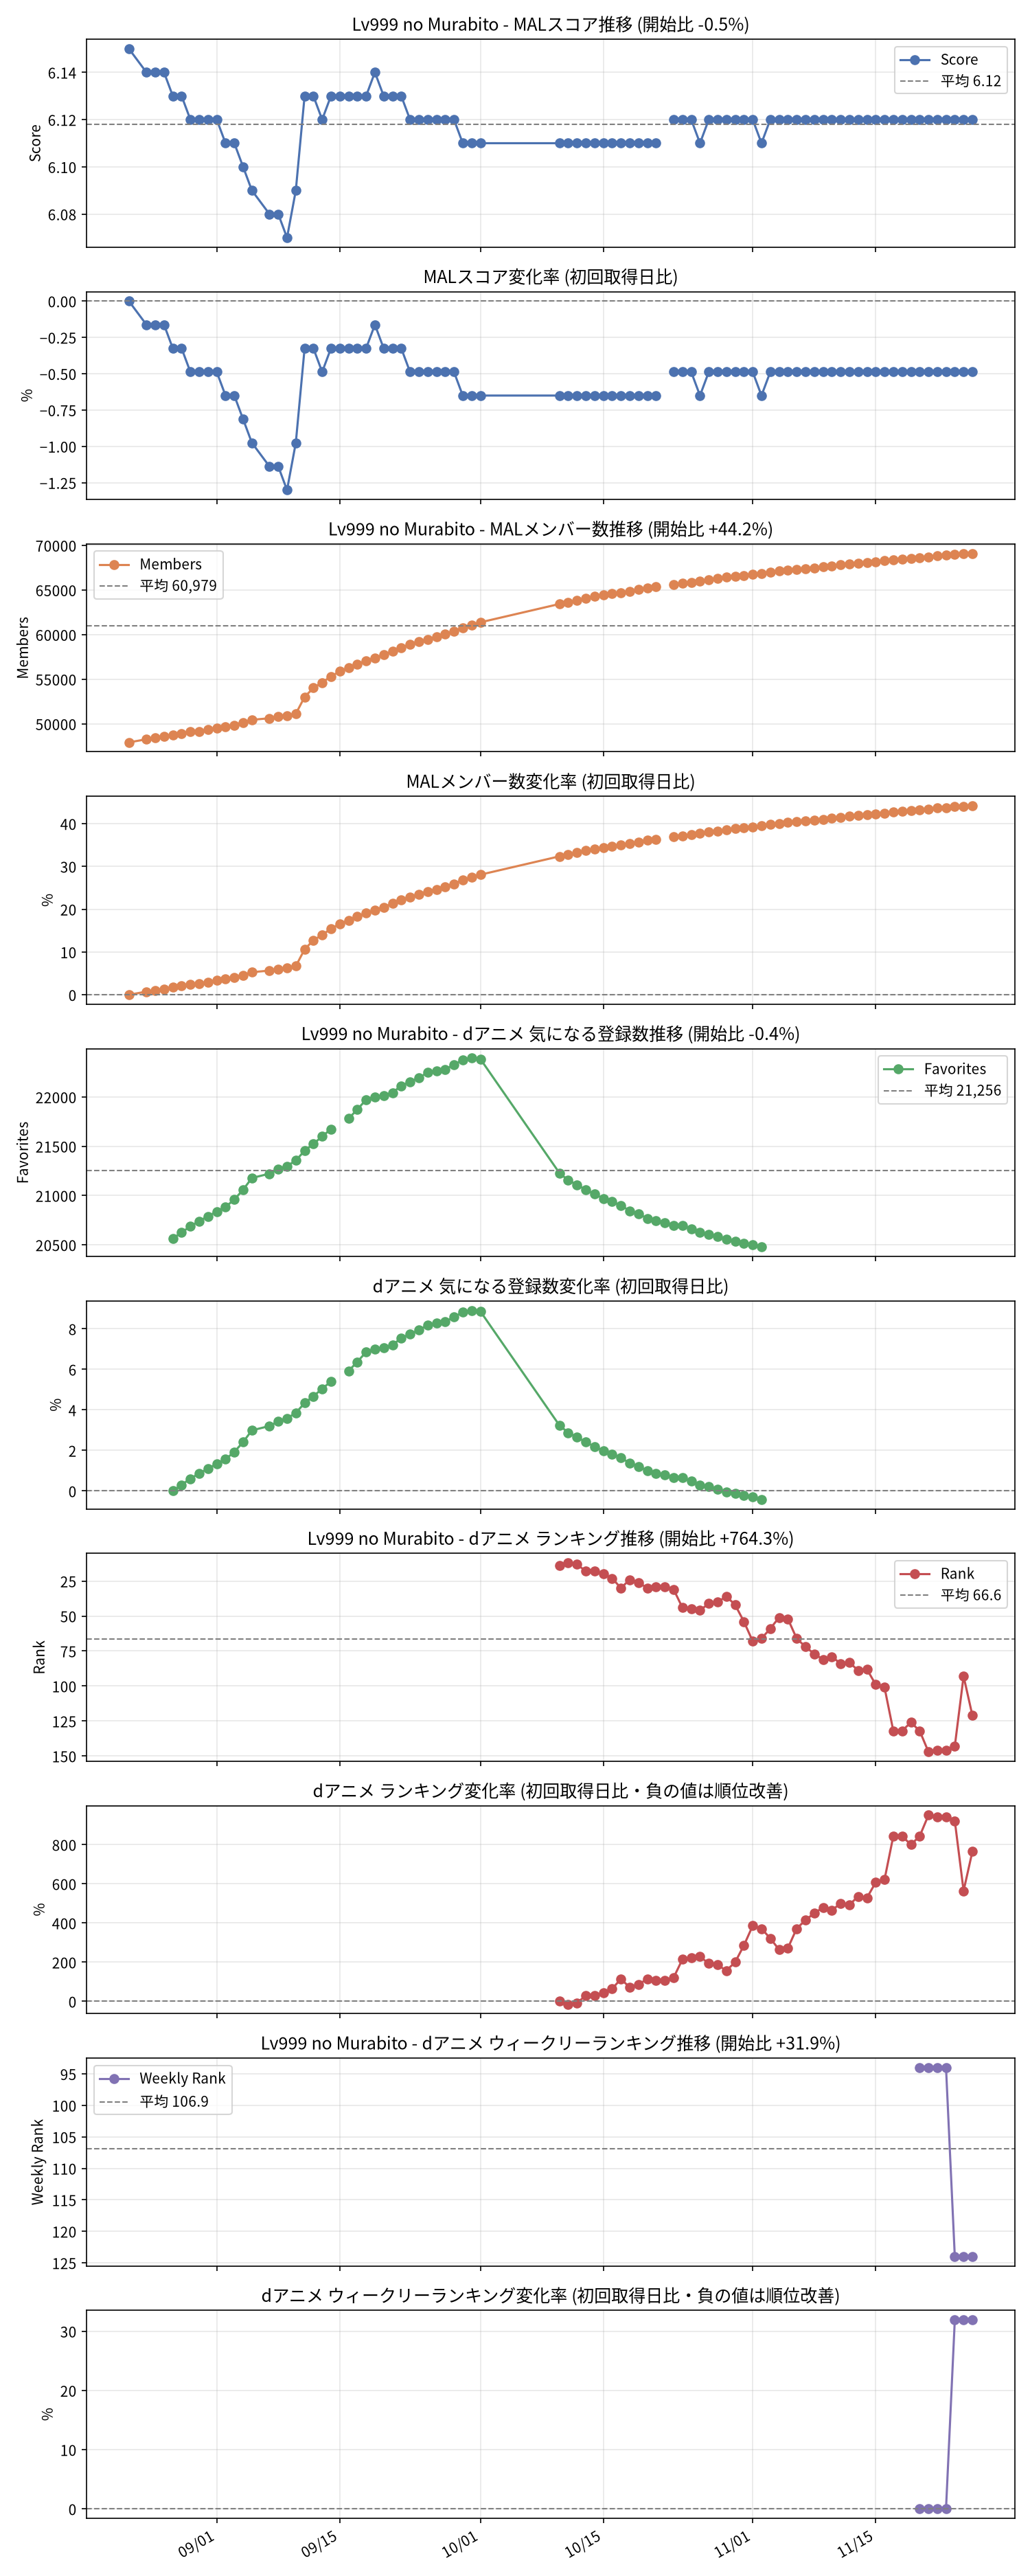 Lv999 no Murabito - MALスコア推移 (開始比 -0.5%)
Score
平均 6.12
6.14
6.12
6.10
6.08
Score
MALスコア変化率 (初回取得日比)
0.00
−0.25
−0.50
−0.75
−1.00
−1.25
%
Lv999 no Murabito - MALメンバー数推移 (開始比 +44.2%)
Members
平均 60,979
70000
65000
60000
55000
50000
Members
MALメンバー数変化率 (初回取得日比)
40
30
20
10
0
%
Lv999 no Murabito - dアニメ 気になる登録数推移 (開始比 -0.4%)
Favorites
平均 21,256
22000
21500
21000
20500
Favorites
dアニメ 気になる登録数変化率 (初回取得日比)
8
6
4
2
0
%
Lv999 no Murabito - dアニメ ランキング推移 (開始比 +764.3%)
Rank
平均 66.6
25
50
75
100
125
150
Rank
dアニメ ランキング変化率 (初回取得日比・負の値は順位改善)
800
600
400
200
0
%
Lv999 no Murabito - dアニメ ウィークリーランキング推移 (開始比 +31.9%)
Weekly Rank
平均 106.9
95
100
105
110
115
120
125
Weekly Rank
dアニメ ウィークリーランキング変化率 (初回取得日比・負の値は順位改善)
30
20
10
0
%
09/01
09/15
10/01
10/15
11/01
11/15